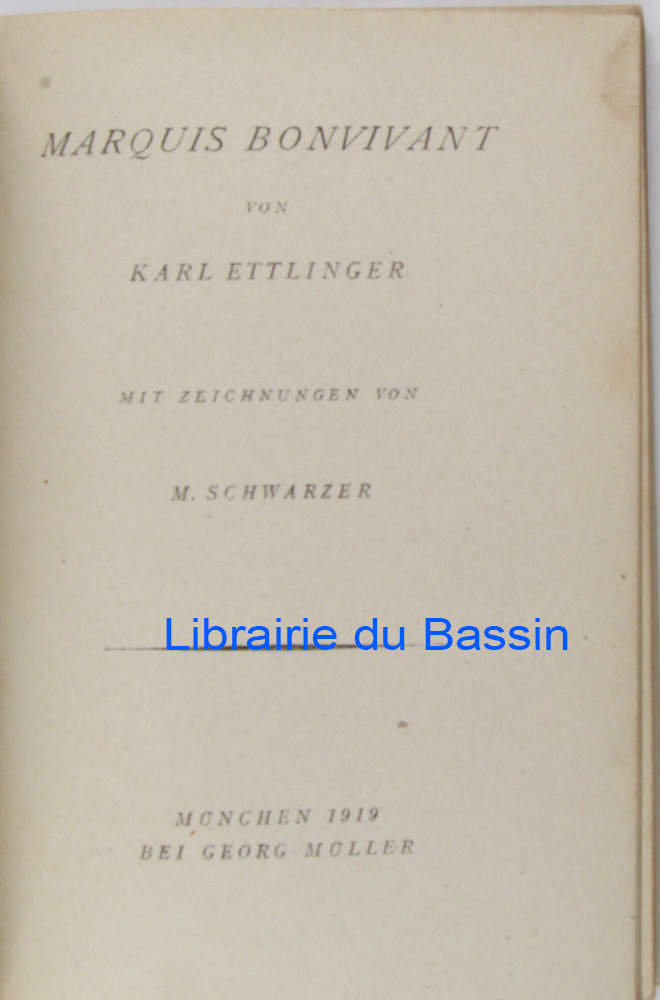 MARQUIS BONVIVANT
VON
KARL ETTLINGER
MIT ZEICHNUNGEN VON
M. SCHWARZER
Librairie du Bassin
MÜNCHEN 1919
BEI GEORG MÜLLER